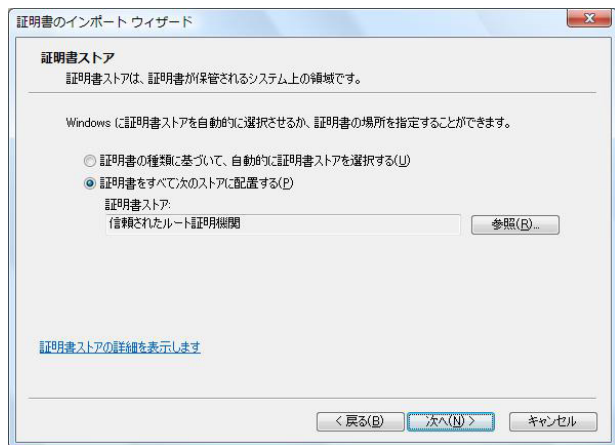 証明書のインポート ウィザード
証明書ストア
証明書ストアは、証明書が保管されるシステム上の領域です。
Windows に証明書ストアを自動的に選択させるか、証明書の場所を指定することができます。
証明書の種類に基づいて、自動的に証明書ストアを選択する(U)
証明書をすべて次のストアに配置する(P)
証明書ストア:
信頼されたルート証明機関
参照(R)...
証明書ストアの詳細を表示します
< 戻る(B)
次へ(N) >
キャンセル